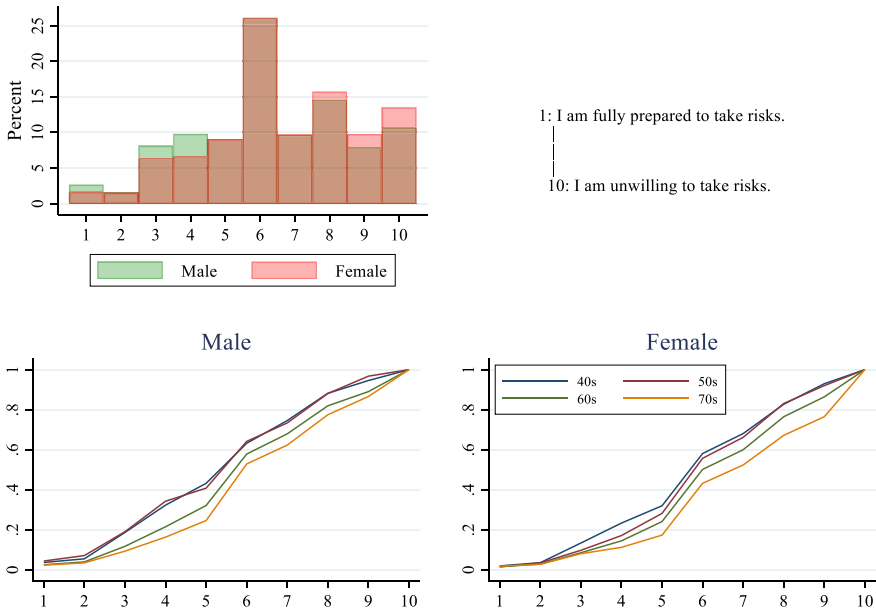 Percent
25
20
15
10
5
0
1 2 3 4 5 6 7 8 9 10
Male Female
1: I am fully prepared to take risks.
10: I am unwilling to take risks.
Male
1
.8
.6
.4
.2
0
1 2 3 4 5 6 7 8 9 10
Female
40s 50s
60s 70s
1
.8
.6
.4
.2
0
1 2 3 4 5 6 7 8 9 10